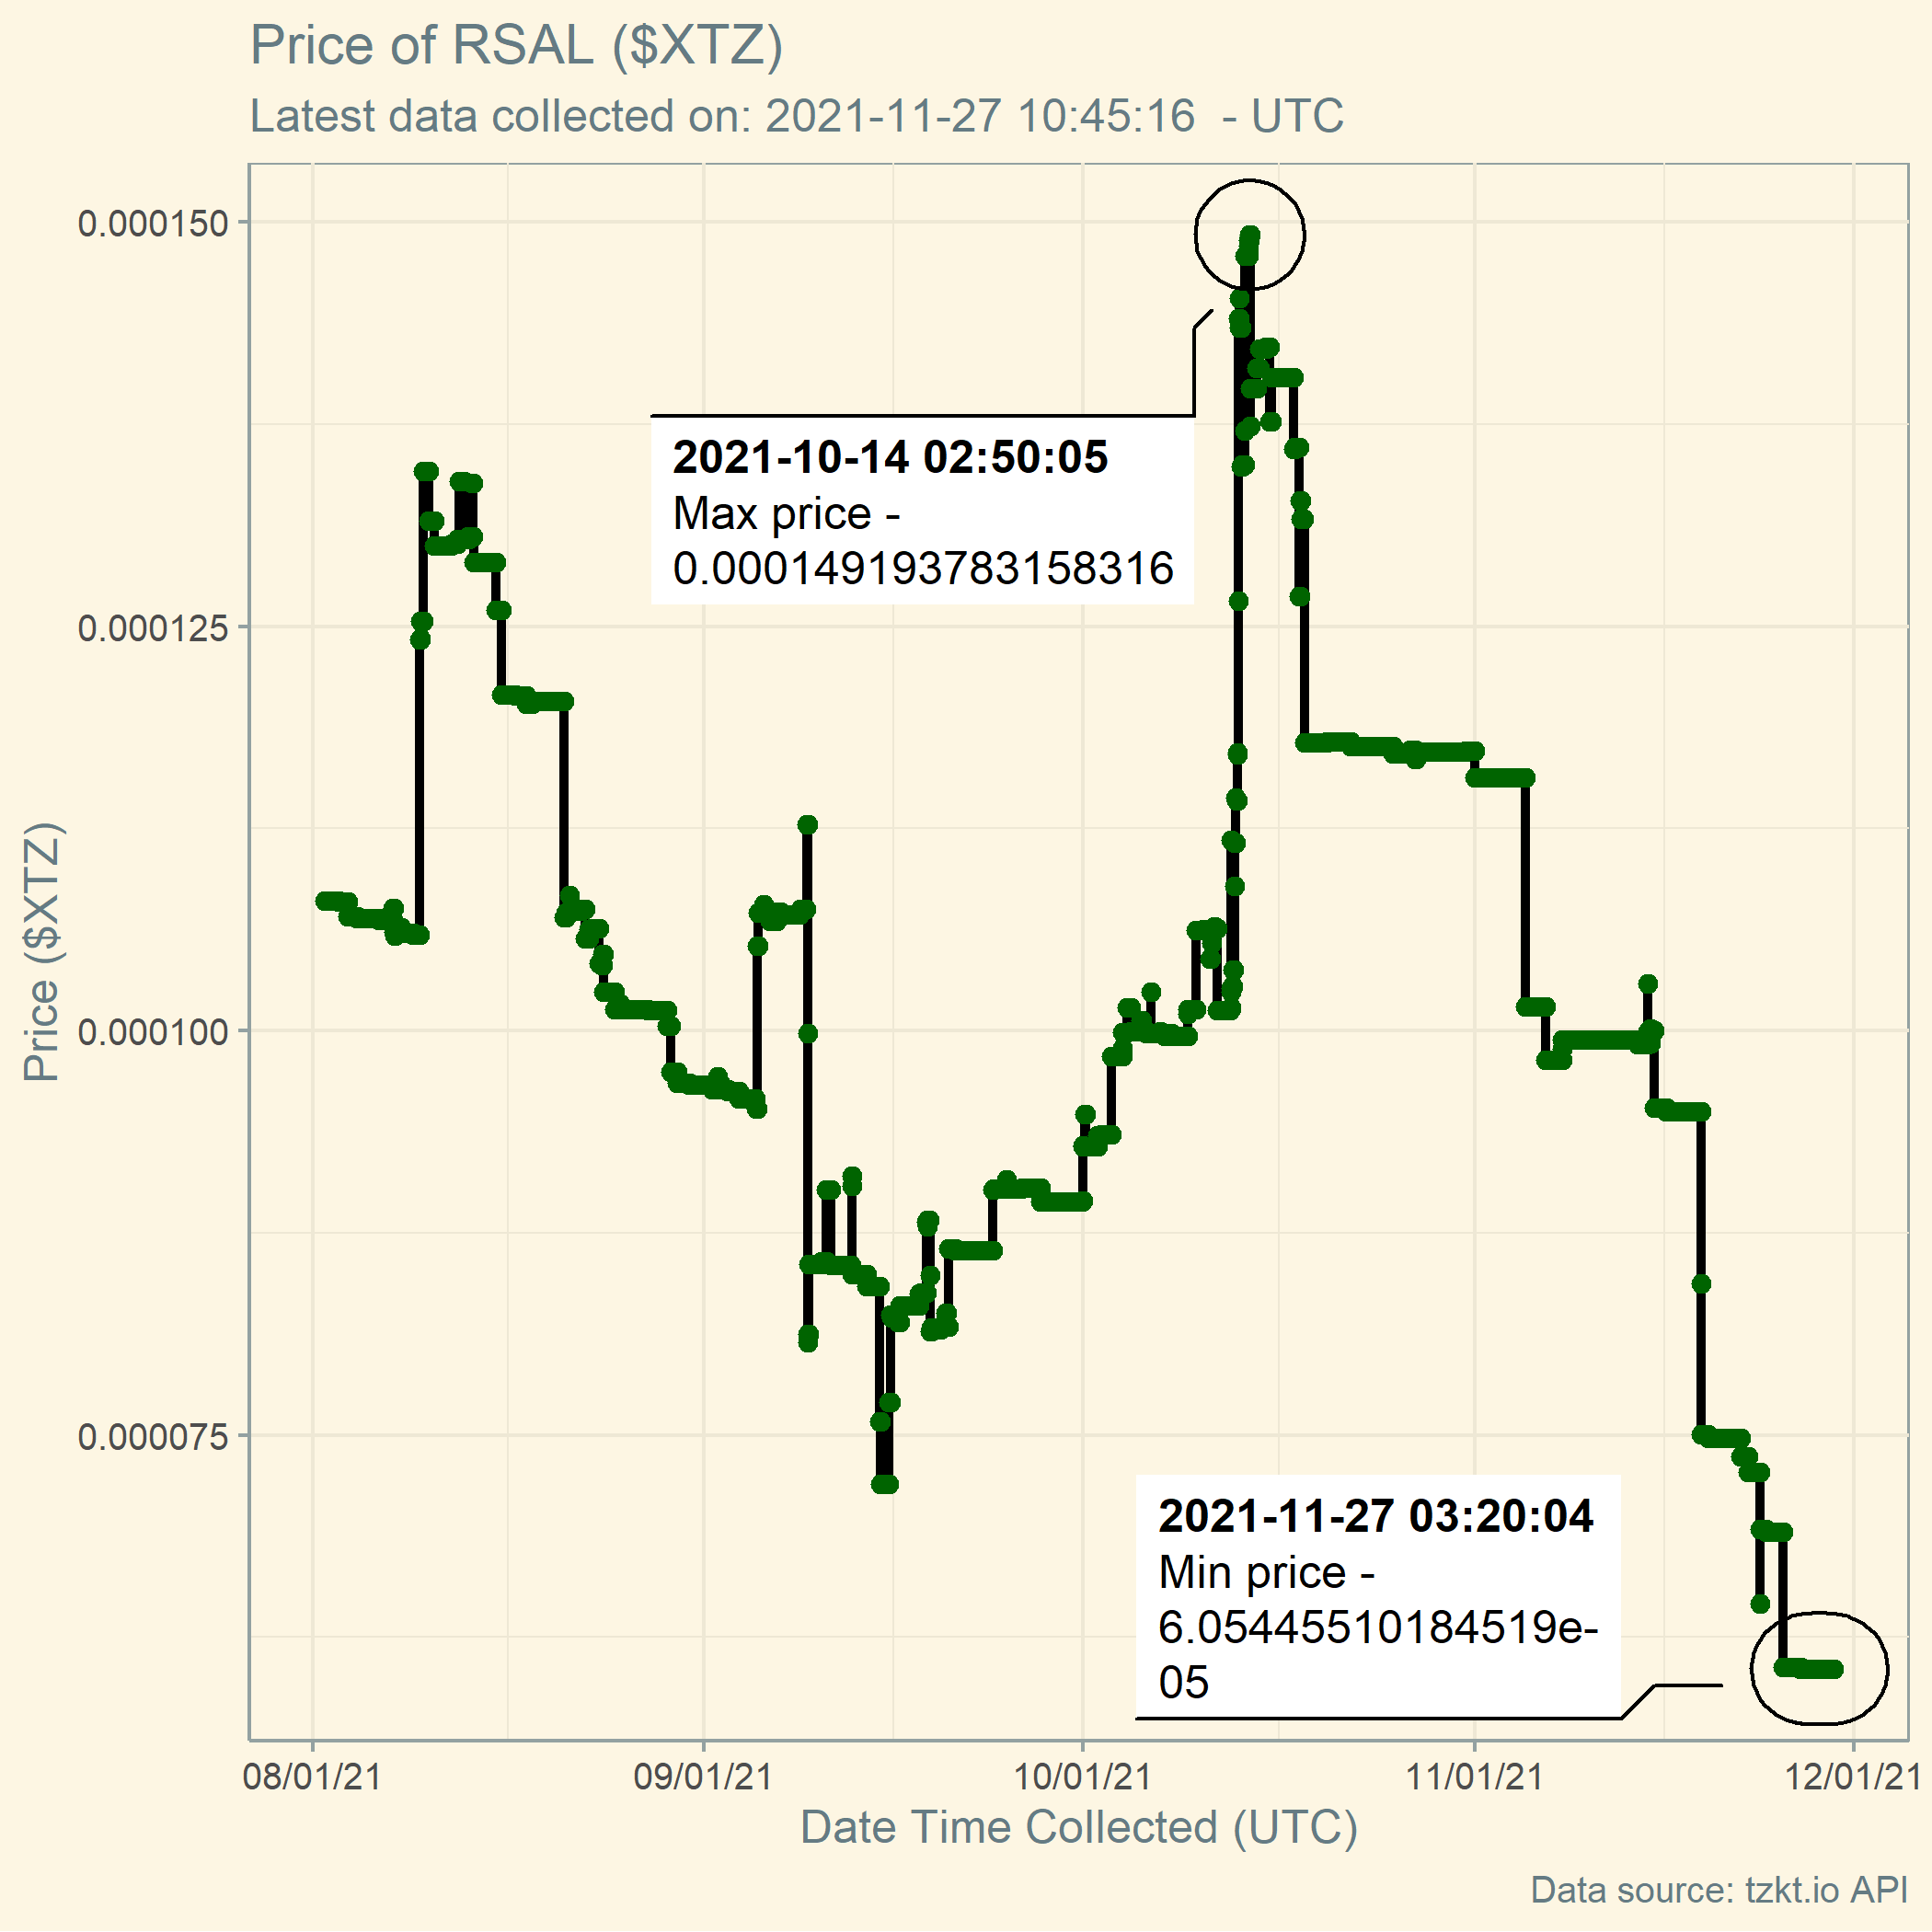 Price of RSAL ($XTZ)
Latest data collected on: 2021-11-27 10:45:16  - UTC
0.000150
0.000125
0.000100
0.000075
Price ($XTZ)
2021-10-14 02:50:05
Max price -
0.000149193783158316
2021-11-27 03:20:04
Min price -
6.05445510184519e-
05
08/01/21
09/01/21
10/01/21
11/01/21
12/01/21
Date Time Collected (UTC)
Data source: tzkt.io API